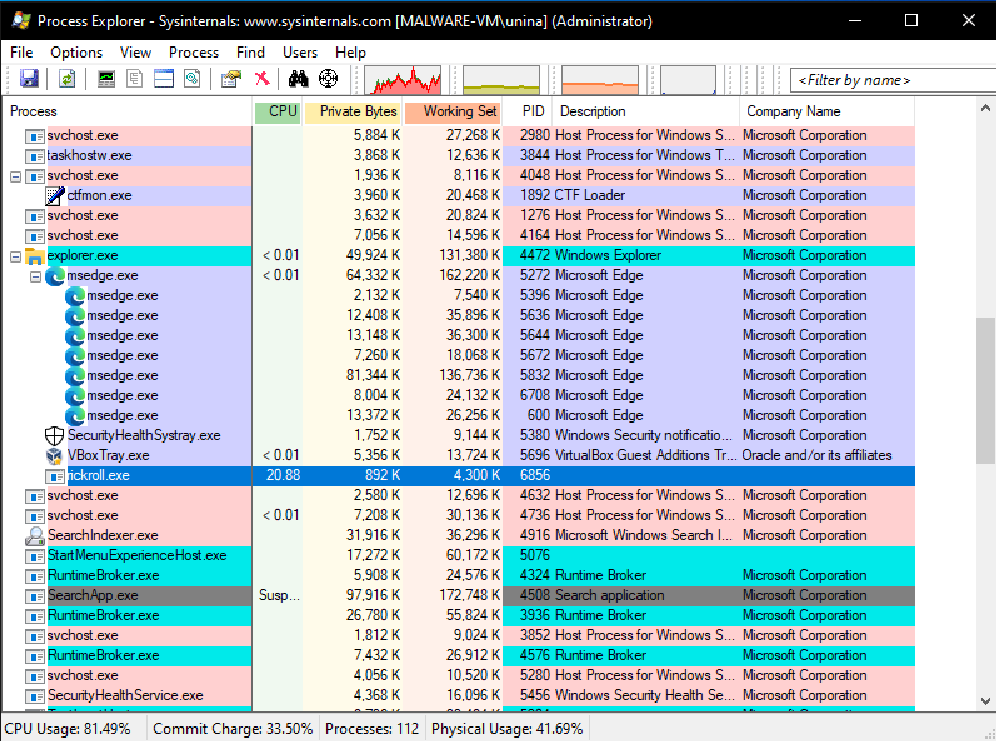 Process Explorer - Sysinternals: www.sysinternals.com [MALWARE-VM\unina] (Administrator)
File Options View Process Find Users Help
<Filter by name>
Process CPU Private Bytes Working Set PID Description Company Name
svchost.exe 5,884 K 27,268 K 2980 Host Process for Windows S... Microsoft Corporation
taskhostw.exe 3,868 K 12,636 K 3844 Host Process for Windows T... Microsoft Corporation
svchost.exe 1,936 K 8,116 K 4048 Host Process for Windows S... Microsoft Corporation
ctfmon.exe 3,960 K 20,468 K 1892 CTF Loader Microsoft Corporation
svchost.exe 3,632 K 20,824 K 1276 Host Process for Windows S... Microsoft Corporation
svchost.exe 7,056 K 14,596 K 4164 Host Process for Windows S... Microsoft Corporation
explorer.exe < 0.01 49,924 K 131,380 K 4472 Windows Explorer Microsoft Corporation
msedge.exe < 0.01 64,332 K 162,220 K 5272 Microsoft Edge Microsoft Corporation
msedge.exe 2,132 K 7,540 K 5396 Microsoft Edge Microsoft Corporation
msedge.exe 12,408 K 35,896 K 5636 Microsoft Edge Microsoft Corporation
msedge.exe 13,148 K 36,300 K 5644 Microsoft Edge Microsoft Corporation
msedge.exe 7,260 K 18,068 K 5672 Microsoft Edge Microsoft Corporation
msedge.exe 81,344 K 136,736 K 5832 Microsoft Edge Microsoft Corporation
msedge.exe 8,004 K 24,132 K 6708 Microsoft Edge Microsoft Corporation
msedge.exe 13,372 K 26,256 K 600 Microsoft Edge Microsoft Corporation
SecurityHealthSystray.exe 1,752 K 9,144 K 5380 Windows Security notificatio... Microsoft Corporation
VBoxTray.exe < 0.01 5,356 K 13,724 K 5696 VirtualBox Guest Additions Tr... Oracle and/or its affiliates
rickroll.exe 20.88 892 K 4,300 K 6856
svchost.exe 2,580 K 12,696 K 4632 Host Process for Windows S... Microsoft Corporation
svchost.exe < 0.01 7,208 K 30,136 K 4736 Host Process for Windows S... Microsoft Corporation
SearchIndexer.exe 31,916 K 36,296 K 4916 Microsoft Windows Search I... Microsoft Corporation
StartMenuExperienceHost.exe 17,272 K 60,172 K 5076
RuntimeBroker.exe 5,908 K 24,576 K 4324 Runtime Broker Microsoft Corporation
SearchApp.exe Susp... 97,916 K 172,748 K 4508 Search application Microsoft Corporation
RuntimeBroker.exe 26,780 K 55,824 K 3936 Runtime Broker Microsoft Corporation
svchost.exe 1,812 K 9,024 K 3852 Host Process for Windows S... Microsoft Corporation
RuntimeBroker.exe 7,432 K 26,912 K 4576 Runtime Broker Microsoft Corporation
svchost.exe 4,056 K 10,520 K 5280 Host Process for Windows S... Microsoft Corporation
SecurityHealthService.exe 4,368 K 16,096 K 5456 Windows Security Health Se... Microsoft Corporation
CPU Usage: 81.49% Commit Charge: 33.50% Processes: 112 Physical Usage: 41.69%